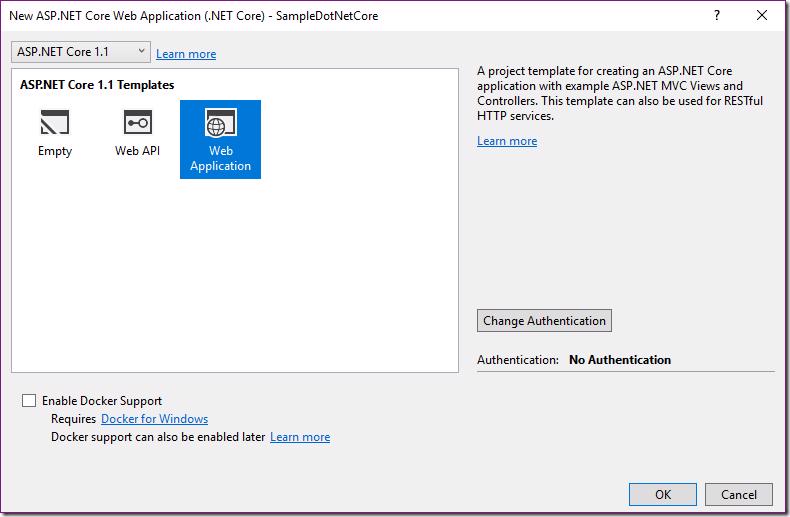 New ASP.NET Core Web Application (.NET Core) - SampleDotNetCore
?
ASP.NET Core 1.1
Learn more
ASP.NET Core 1.1 Templates
Empty
Web API
Web
Application
A project template for creating an ASP.NET Core
application with example ASP.NET MVC Views and
Controllers. This template can also be used for RESTful
HTTP services.
Learn more
Change Authentication
Authentication: No Authentication
Enable Docker Support
Requires Docker for Windows
Docker support can also be enabled later Learn more
OK
Cancel